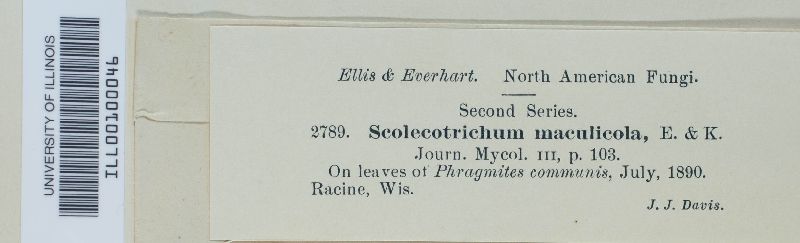 UNIVERSITY OF ILLINOIS
ILL00100046
Ellis & Everhart. North American Fungi.
Second Series.
2789. Scolecotrichum maculicola, E. & K.
Journ. Mycol. III, p. 103.
On leaves of Phragmites communis, July, 1890.
Racine, Wis.
J. J. Davis.